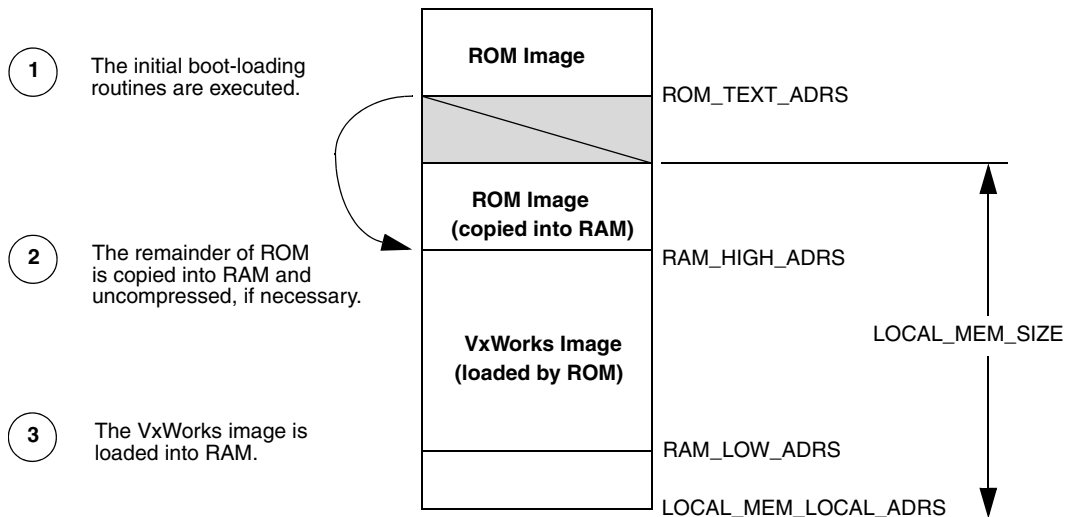 ROM Image
1
The initial boot-loading
routines are executed.
ROM_TEXT_ADRS
ROM Image
(copied into RAM)
2
The remainder of ROM
is copied into RAM and
uncompressed, if necessary.
RAM_HIGH_ADRS
LOCAL_MEM_SIZE
VxWorks Image
(loaded by ROM)
3
The VxWorks image is
loaded into RAM.
RAM_LOW_ADRS
LOCAL_MEM_LOCAL_ADRS